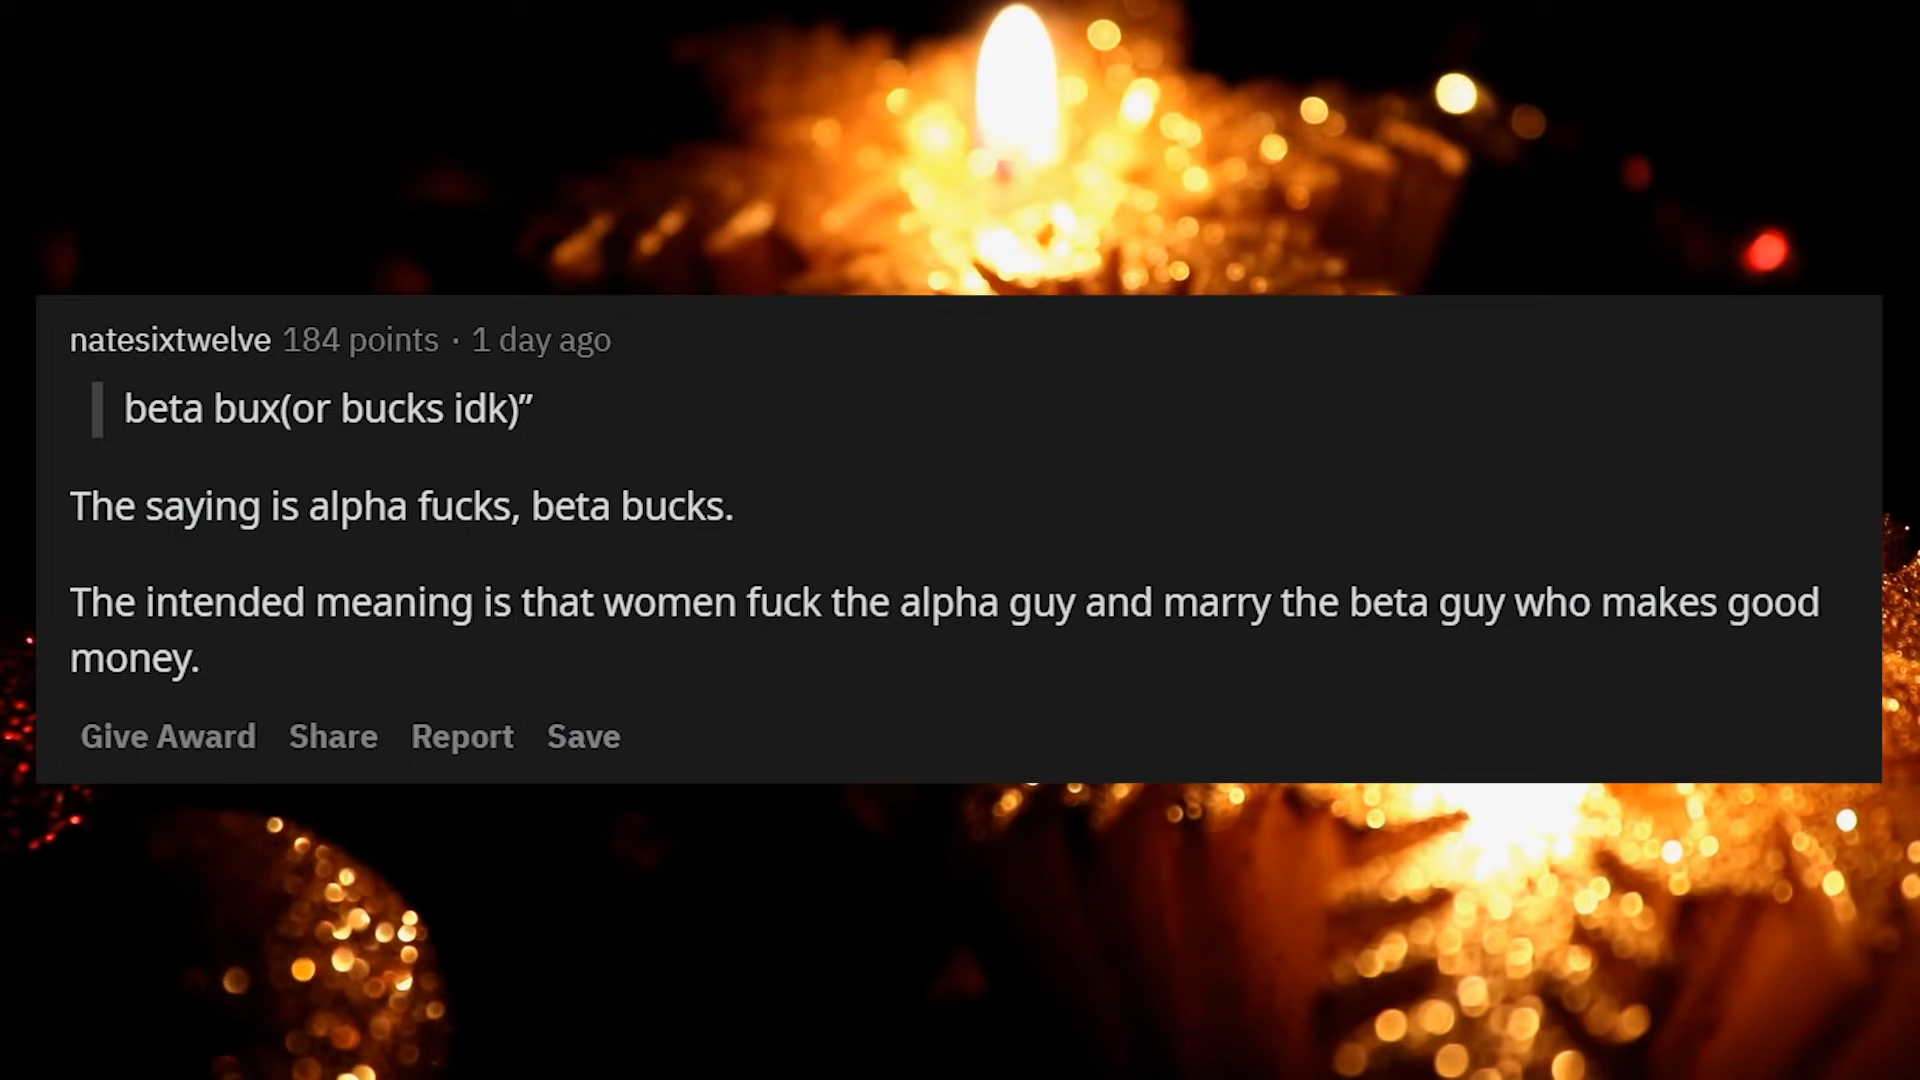 natesixtwelve 184 points · 1 day ago
beta bux(or bucks idk)”
The saying is alpha fucks, beta bucks.
The intended meaning is that women fuck the alpha guy and marry the beta guy who makes good
money.
Give Award Share Report Save